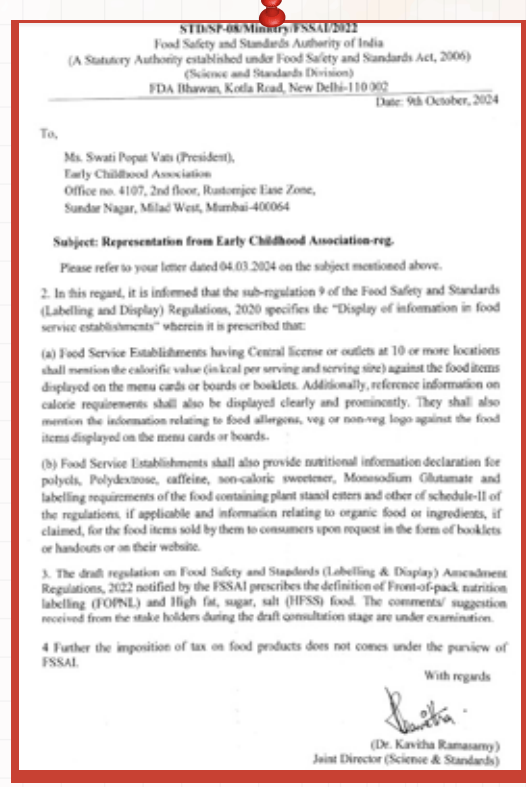 STD/SP-08/Ministry/FSSAI/2022
Food Safety and Standards Authority of India
(A Statutory Authority established under Food Safety and Standards Act, 2006)
(Science and Standards Division)
FDA Bhawan, Kotla Road, New Delhi-110 002
Date: 9th October, 2024
To,
Ms. Swati Popat Vats (President),
Early Childhood Association
Office no. 4107, 2nd floor, Rustomjee Ease Zone,
Sundar Nagar, Milad West, Mumbai-400064
Subject: Representation from Early Childhood Association-reg.
Please refer to your letter dated 04.03.2024 on the subject mentioned above.
2. In this regard, it is informed that the sub-regulation 9 of the Food Safety and Standards
(Labelling and Display) Regulations, 2020 specifies the “Display of information in food
service establishments” wherein it is prescribed that:
(a) Food Service Establishments having Central license or outlets at 10 or more locations
shall mention the calorific value (in kcal per serving and serving size) against the food items
displayed on the menu cards or boards or booklets. Additionally, reference information on
calorie requirements shall also be displayed clearly and prominently. They shall also
mention the information relating to food allergens, veg or non-veg logo against the food
items displayed on the menu cards or boards.
(b) Food Service Establishments shall also provide nutritional information declaration for
polyols, Polydextrose, caffeine, non-caloric sweetener, Monosodium Glutamate and
labelling requirements of the food containing plant stanol esters and other of schedule-II of
the regulations, if applicable and information relating to organic food or ingredients, if
claimed, for the food items sold by them to consumers upon request in the form of booklets
or handouts or on their website.
3. The draft regulation on Food Safety and Standards (Labelling & Display) Amendment
Regulations, 2022 notified by the FSSAI prescribes the definition of Front-of-pack nutrition
labelling (FOPNL) and High fat, sugar, salt (HFSS) food. The comments/ suggestion
received from the stake holders during the draft consultation stage are under examination.
4 Further the imposition of tax on food products does not comes under the purview of
FSSAI.
With regards
Kavitha
(Dr. Kavitha Ramasamy)
Joint Director (Science & Standards)